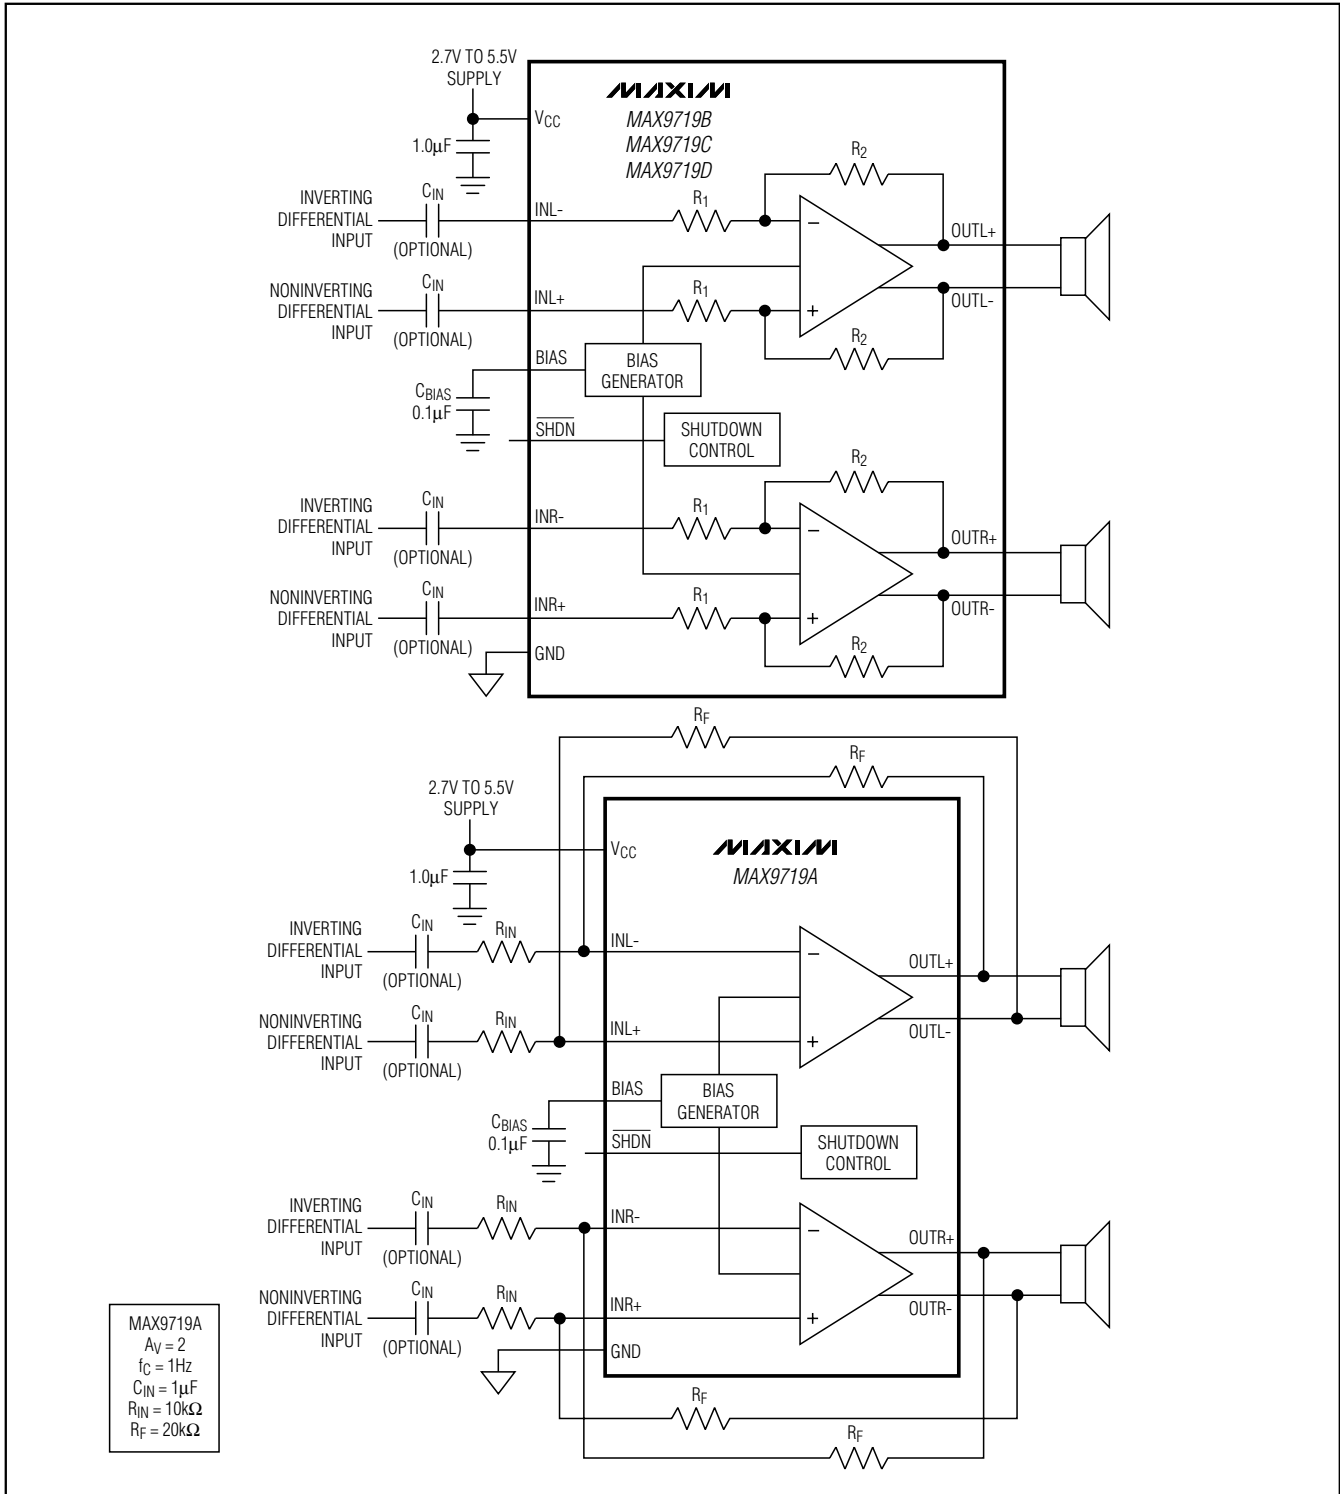 2.7V TO 5.5V
SUPPLY
VCC
1.0μF
MAXIM
MAX9719B
MAX9719C
MAX9719D
R2
INVERTING
DIFFERENTIAL
INPUT
CIN
(OPTIONAL)
INL-
R1
OUTL+
NONINVERTING
DIFFERENTIAL
INPUT
CIN
(OPTIONAL)
INL+
R1
OUTL-
−
+
R2
BIAS
BIAS
GENERATOR
CBIAS
0.1μF
SHDN
SHUTDOWN
CONTROL
R2
INVERTING
DIFFERENTIAL
INPUT
CIN
(OPTIONAL)
INR-
R1
OUTR+
NONINVERTING
DIFFERENTIAL
INPUT
CIN
(OPTIONAL)
INR+
R1
OUTR-
−
+
R2
GND
RF
RF
2.7V TO 5.5V
SUPPLY
VCC
1.0μF
MAXIM
MAX9719A
INVERTING
DIFFERENTIAL
INPUT
CIN
(OPTIONAL)
RIN
INL-
OUTL+
NONINVERTING
DIFFERENTIAL
INPUT
CIN
(OPTIONAL)
RIN
INL+
OUTL-
−
+
BIAS
BIAS
GENERATOR
CBIAS
0.1μF
SHDN
SHUTDOWN
CONTROL
INVERTING
DIFFERENTIAL
INPUT
CIN
(OPTIONAL)
RIN
INR-
OUTR+
NONINVERTING
DIFFERENTIAL
INPUT
CIN
(OPTIONAL)
RIN
INR+
OUTR-
−
+
GND
RF
RF
MAX9719A
AV = 2
fC = 1Hz
CIN = 1μF
RIN = 10kΩ
RF = 20kΩ